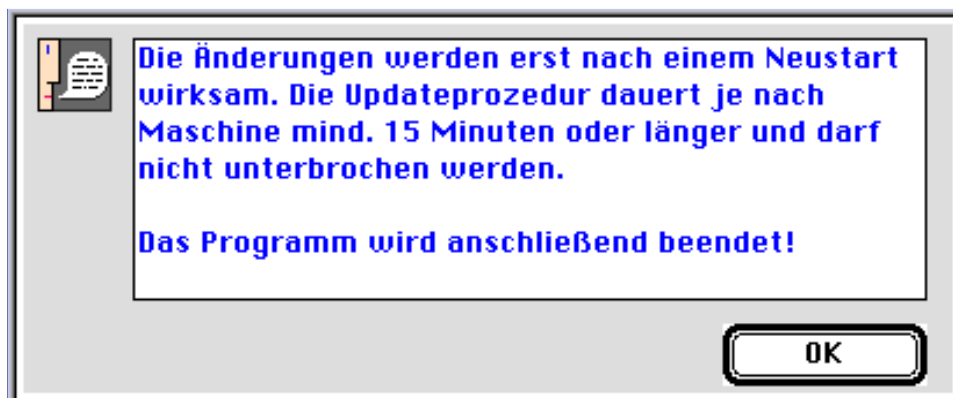 Die Änderungen werden erst nach einem Neustart
wirksam. Die Updateprozedur dauert je nach
Maschine mind. 15 Minuten oder länger und darf
nicht unterbrochen werden.
Das Programm wird anschließend beendet!
OK